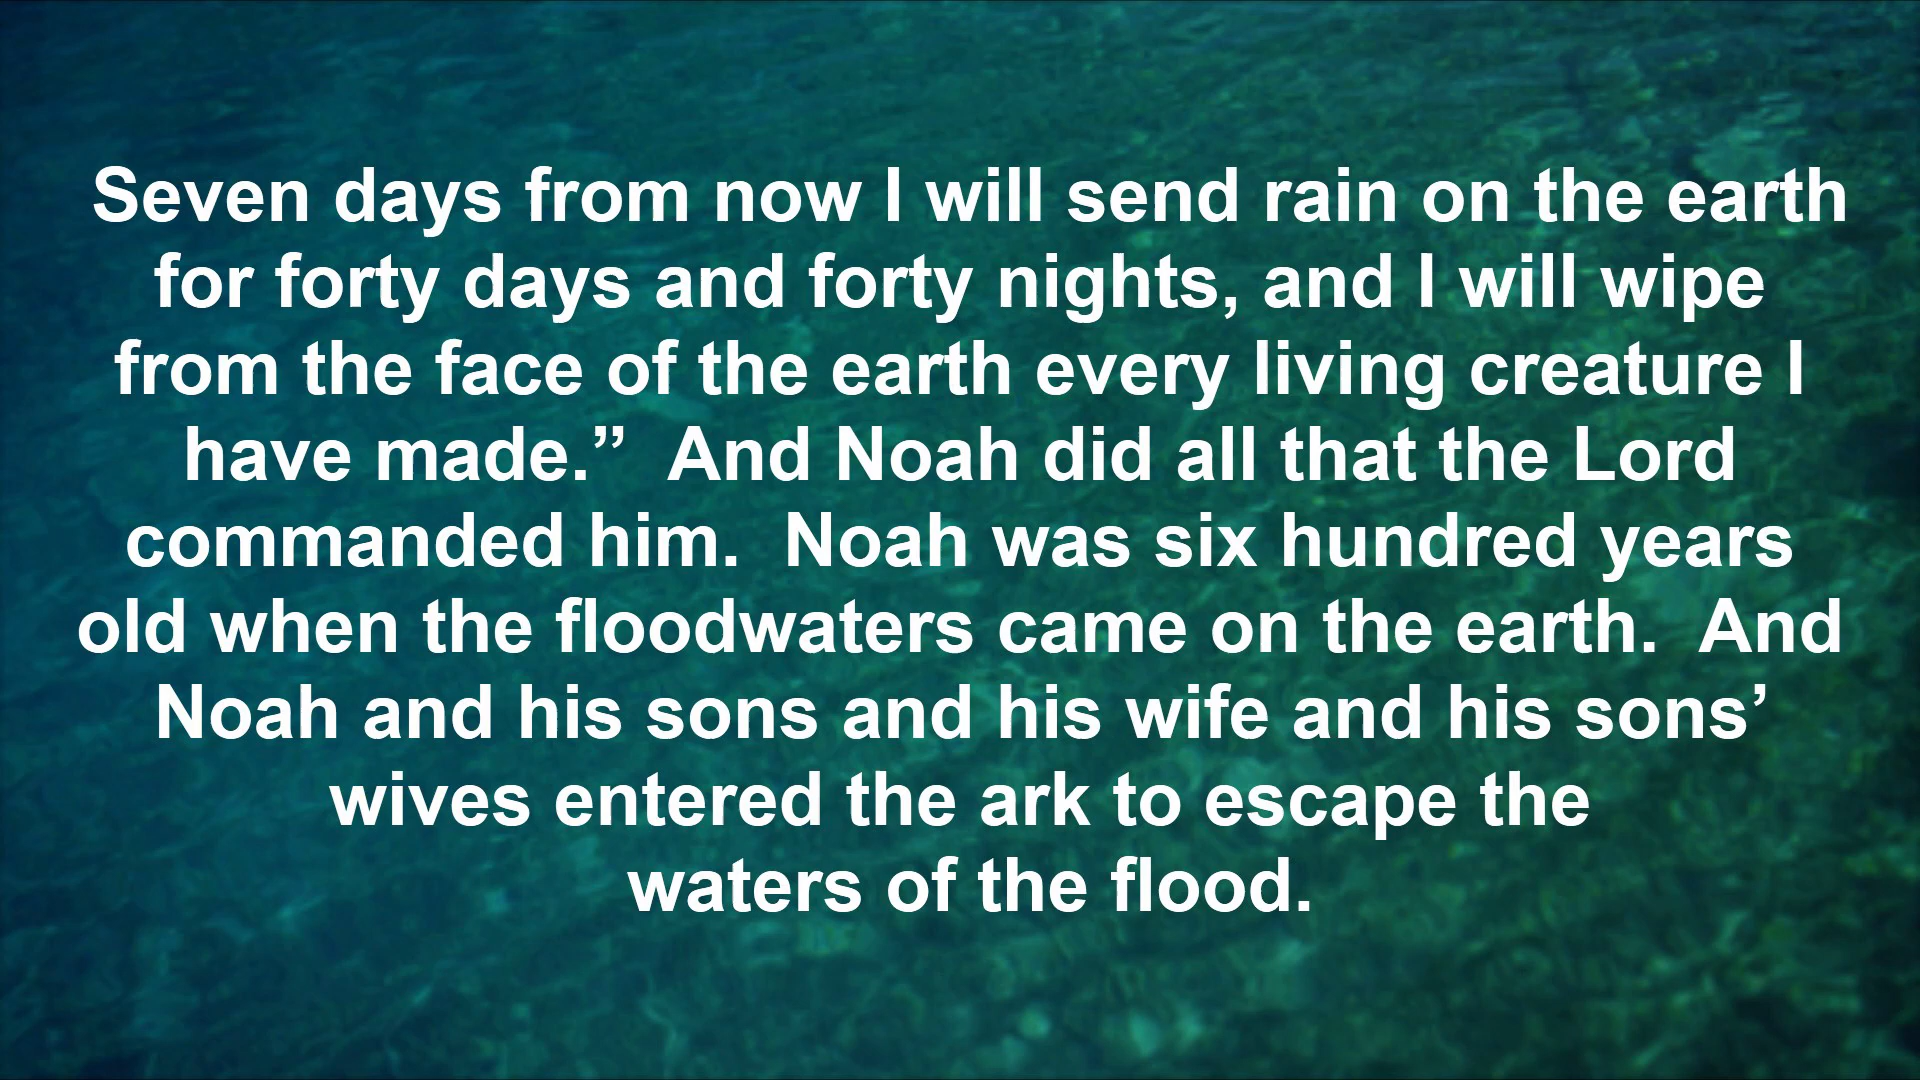 Seven days from now I will send rain on the earth
for forty days and forty nights, and I will wipe
from the face of the earth every living creature I
have made.”  And Noah did all that the Lord
commanded him.  Noah was six hundred years
old when the floodwaters came on the earth.  And
Noah and his sons and his wife and his sons’
wives entered the ark to escape the
waters of the flood.